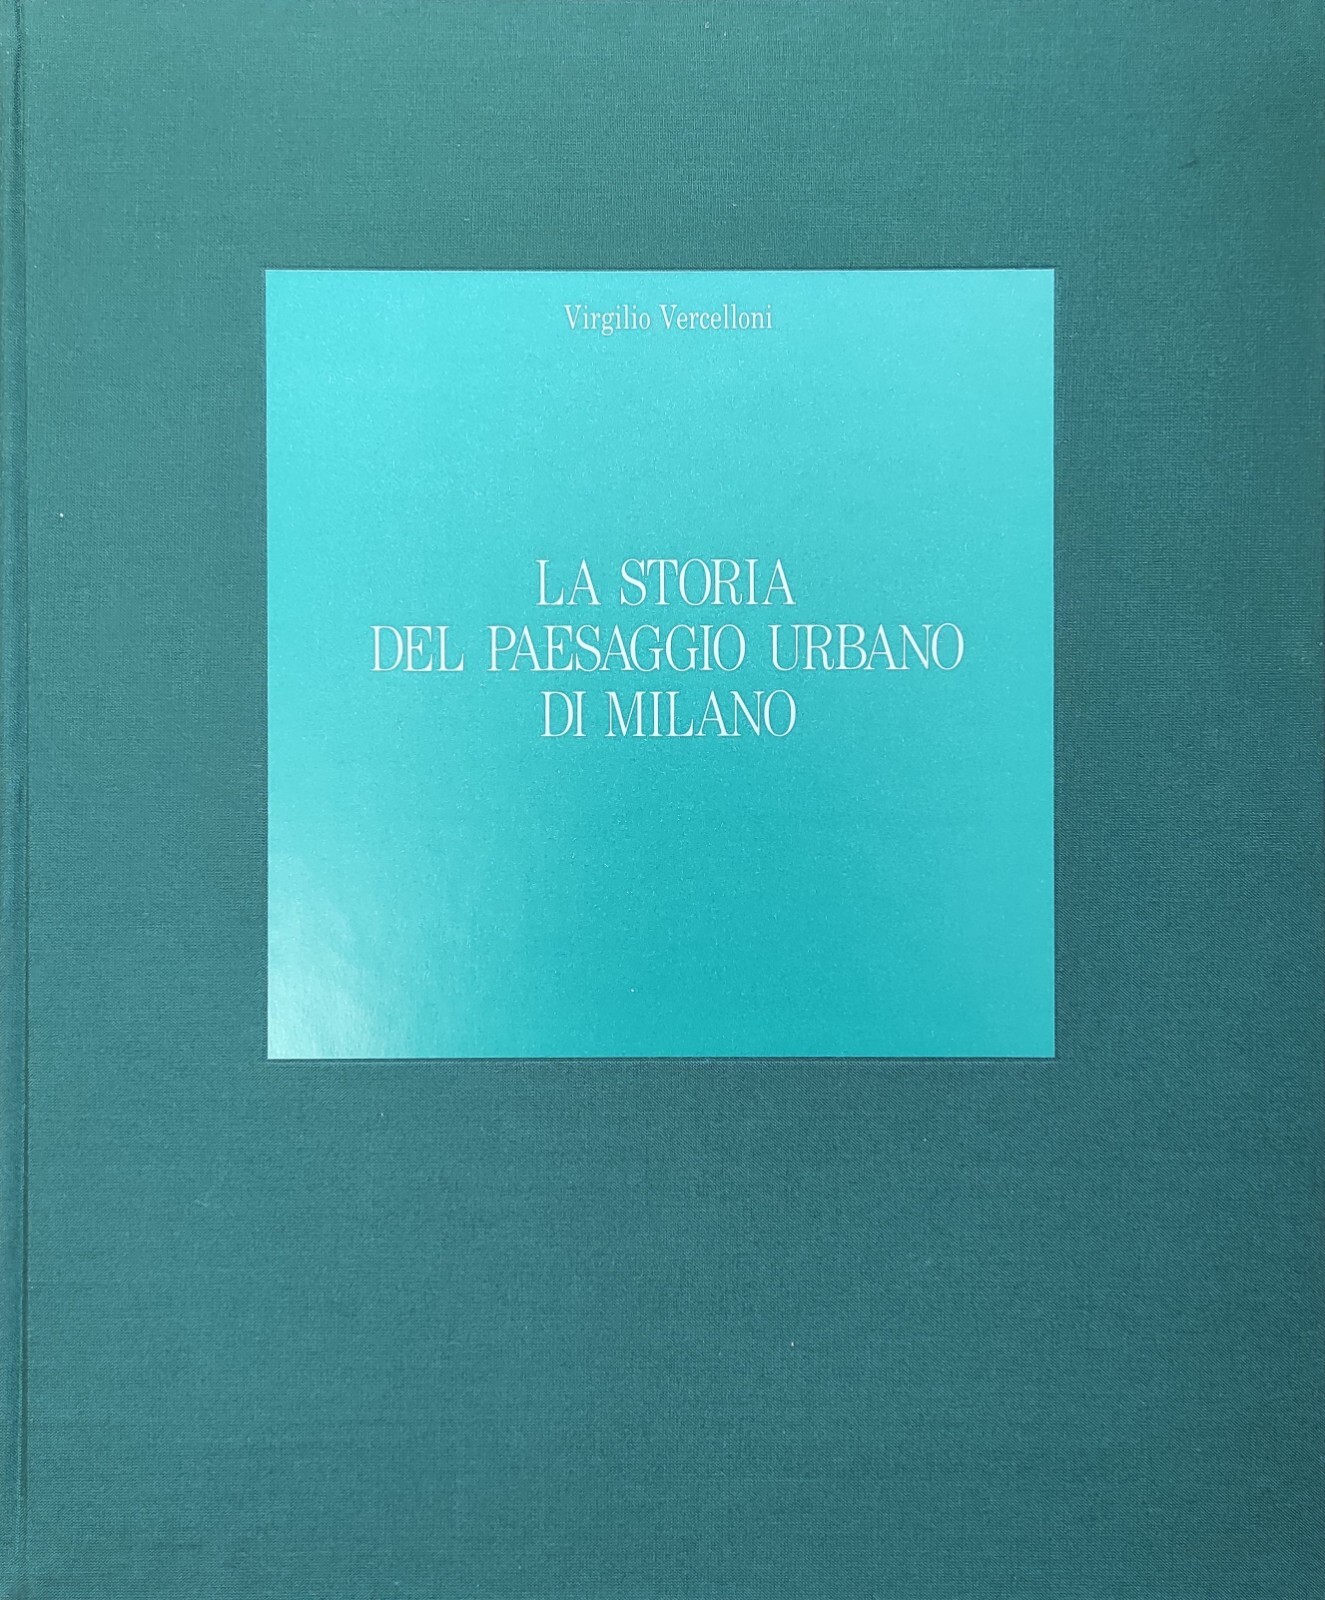 Virgilio Vercelloni
LA STORIA
DEL PAESAGGIO URBANO
DI MILANO